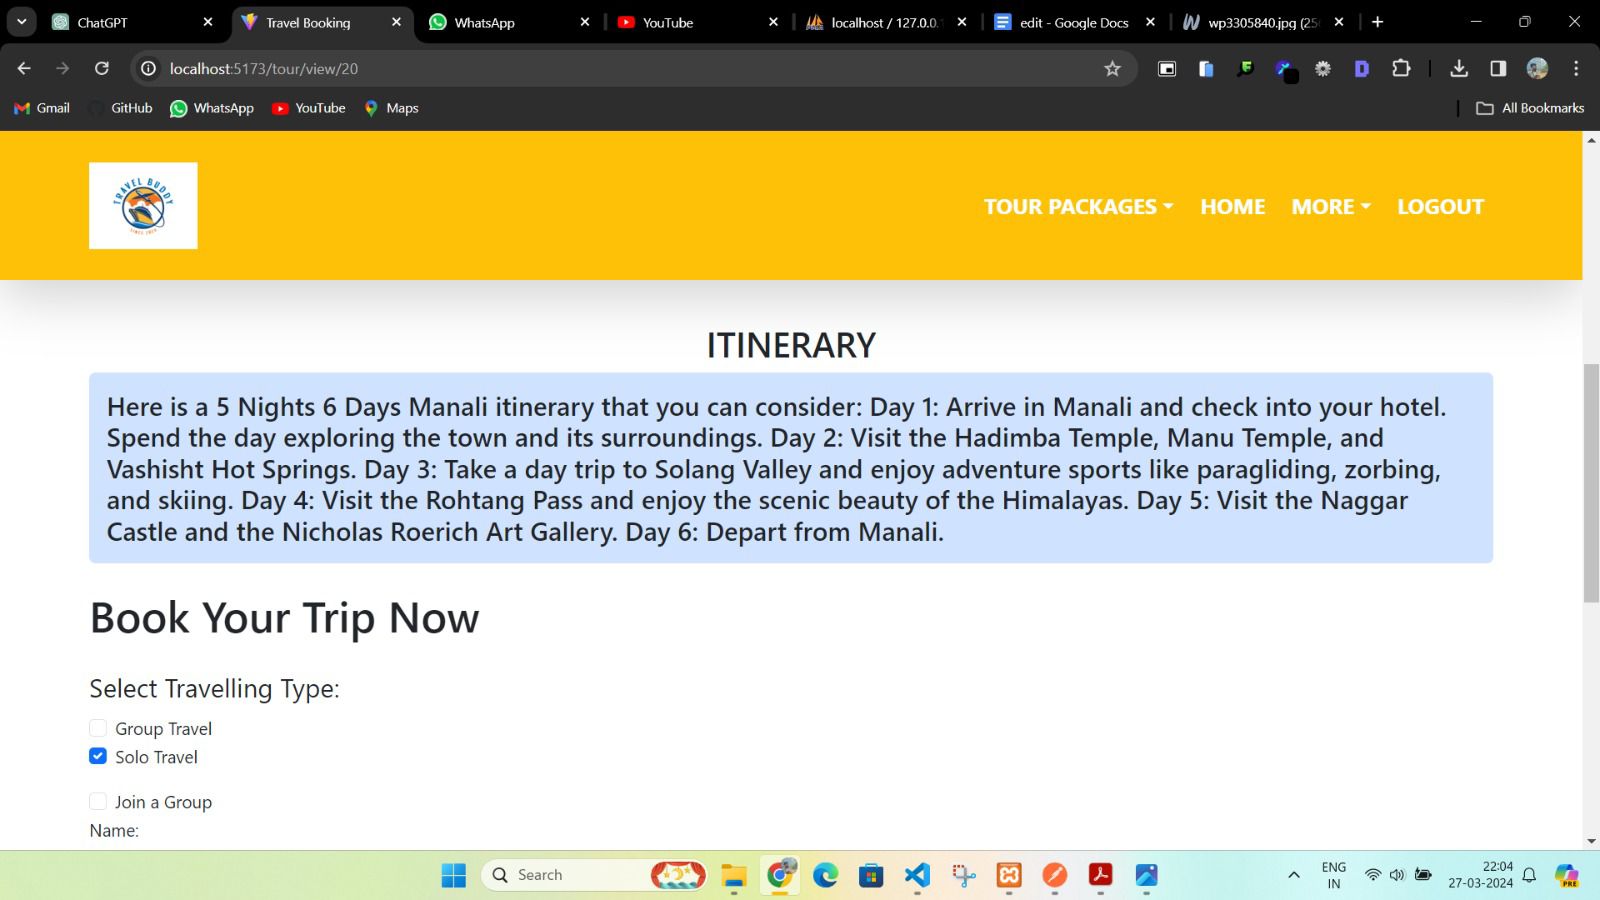 ChatGPT
Travel Booking
WhatsApp
YouTube
localhost / 127.0.0.1
edit - Google Docs
wp3305840.jpg (25
localhost:5173/tour/view/20
Gmail
GitHub
WhatsApp
YouTube
Maps
All Bookmarks
TRAVEL BUDDY
TOUR PACKAGES
HOME
MORE
LOGOUT
ITINERARY
Here is a 5 Nights 6 Days Manali itinerary that you can consider: Day 1: Arrive in Manali and check into your hotel.
Spend the day exploring the town and its surroundings. Day 2: Visit the Hadimba Temple, Manu Temple, and
Vashisht Hot Springs. Day 3: Take a day trip to Solang Valley and enjoy adventure sports like paragliding, zorbing,
and skiing. Day 4: Visit the Rohtang Pass and enjoy the scenic beauty of the Himalayas. Day 5: Visit the Naggar
Castle and the Nicholas Roerich Art Gallery. Day 6: Depart from Manali.
Book Your Trip Now
Select Travelling Type:
Group Travel
Solo Travel
Join a Group
Name:
Search
ENG
IN
22:04
27-03-2024
PRE